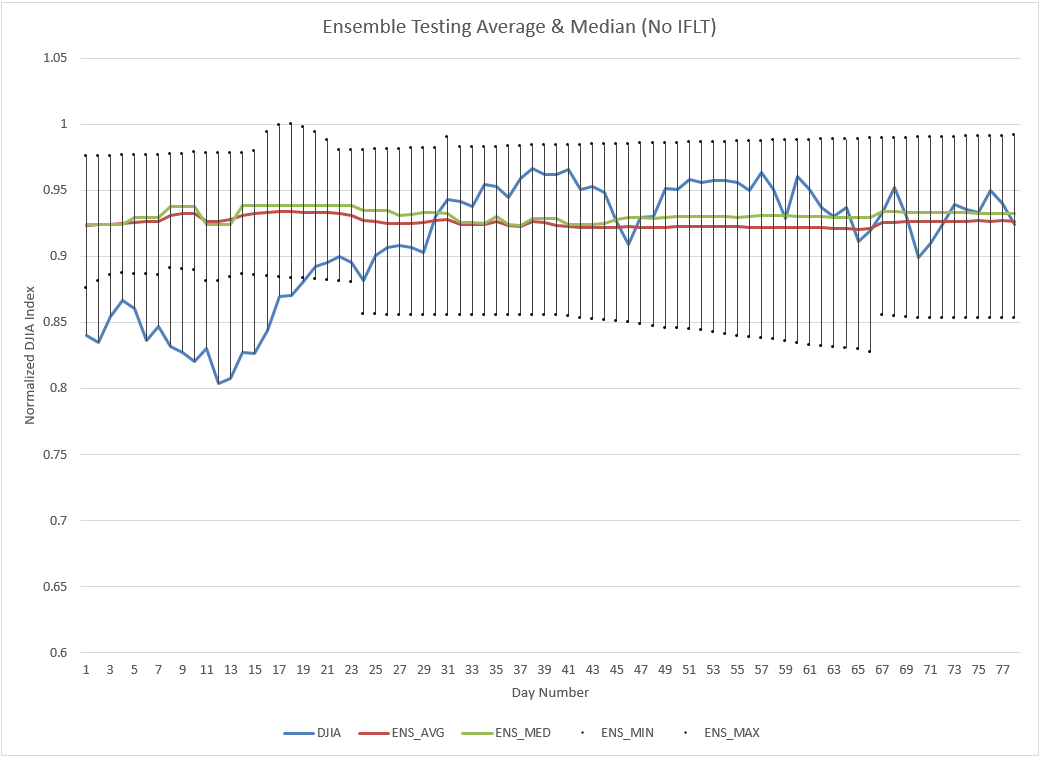 Ensemble Testing Average & Median (No IFLT)
1.05
1
0.95
0.9
0.85
0.8
0.75
0.7
0.65
0.6
Normalized DJIA Index
1 3 5 7 9 11 13 15 17 19 21 23 25 27 29 31 33 35 37 39 41 43 45 47 49 51 53 55 57 59 61 63 65 67 69 71 73 75 77
Day Number
DJIA ENS_AVG ENS_MED ENS_MIN ENS_MAX